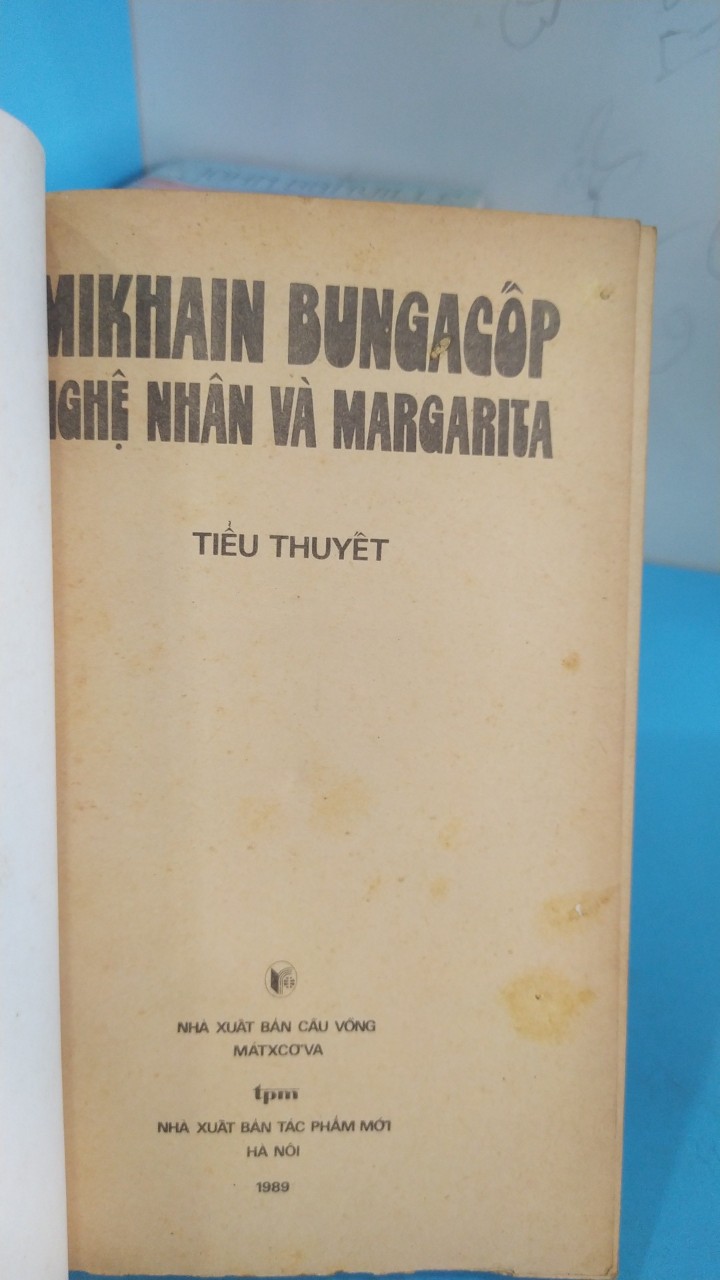 MIKHAIN BUNGACỐP
NGHỆ NHÂN VÀ MARGARITA
TIỂU THUYẾT
NHÀ XUẤT BẢN CẦU VỒNG
MÁTXCƠVA
tpm
NHÀ XUẤT BẢN TÁC PHẨM MỚI
HÀ NỘI
1989